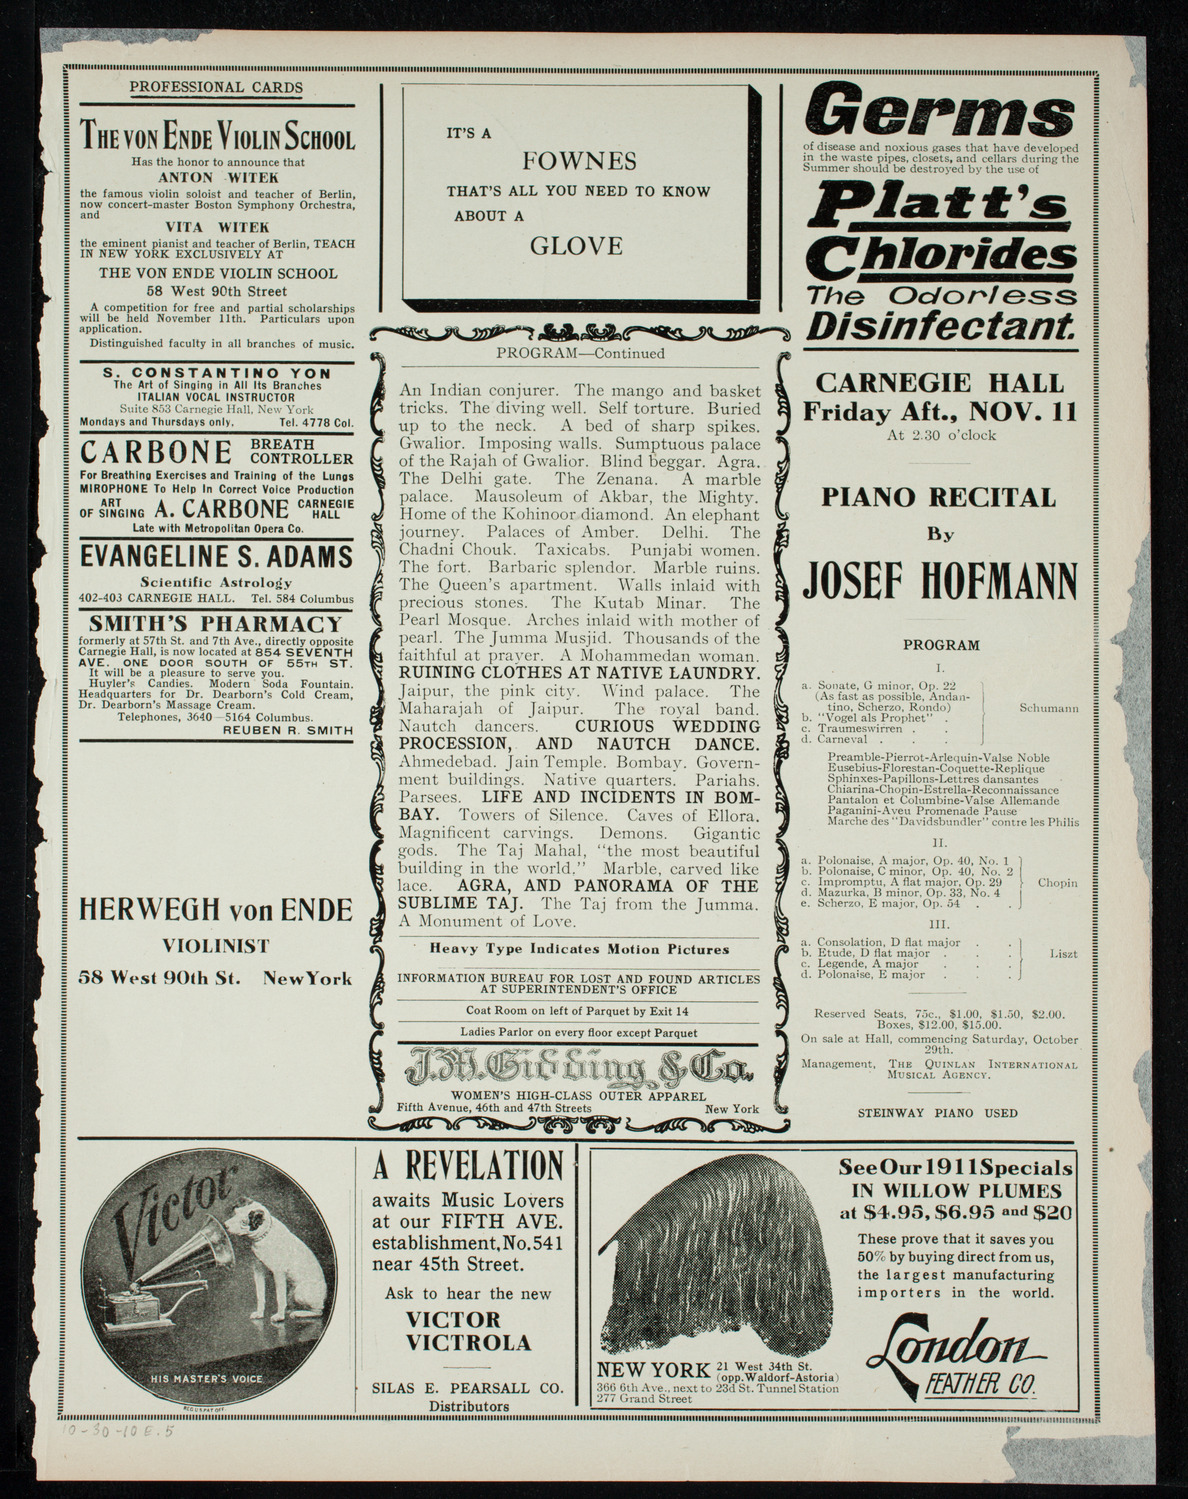 PROFESSIONAL CARDS
THE VON ENDE VIOLIN SCHOOL
Has the honor to announce that
ANTON WITEK
the famous violin soloist and teacher of Berlin,
now concert-master Boston Symphony Orchestra,
and
VITA WITEK
the eminent pianist and teacher of Berlin, TEACH
IN NEW YORK EXCLUSIVELY AT
THE VON ENDE VIOLIN SCHOOL
58 West 90th Street
A competition for free and partial scholarships
will be held November 11th. Particulars upon
application.
Distinguished faculty in all branches of music.
S. CONSTANTINO YON
The Art of Singing in All Its Branches
ITALIAN VOCAL INSTRUCTOR
Suite 853 Carnegie Hall, New York
Mondays and Thursdays only. Tel. 4778 Col.
CARBONE BREATH CONTROLLER
For Breathing Exercises and Training of the Lungs
MIROPHONE To Help In Correct Voice Production
ART OF SINGING A. CARBONE CARNEGIE HALL
Late with Metropolitan Opera Co.
EVANGELINE S. ADAMS
Scientific Astrology
402-403 CARNEGIE HALL. Tel. 584 Columbus
SMITH'S PHARMACY
formerly at 57th St. and 7th Ave., directly opposite
Carnegie Hall, is now located at 854 SEVENTH
AVE. ONE DOOR SOUTH OF 55TH ST.
It will be a pleasure to serve you.
Huyler's Candies. Modern Soda Fountain.
Headquarters for Dr. Dearborn's Cold Cream,
Dr. Dearborn's Massage Cream.
Telephones, 3640—5164 Columbus.
REUBEN R. SMITH
HERWEGH von ENDE
VIOLINIST
58 West 90th St. New York
IT'S A
FOWNES
THAT'S ALL YOU NEED TO KNOW
ABOUT A
GLOVE
PROGRAM—Continued
An Indian conjurer. The mango and basket
tricks. The diving well. Self torture. Buried
up to the neck. A bed of sharp spikes.
Gwalior. Imposing walls. Sumptuous palace
of the Rajah of Gwalior. Blind beggar. Agra.
The Delhi gate. The Zenana. A marble
palace. Mausoleum of Akbar, the Mighty.
Home of the Kohinoor diamond. An elephant
journey. Palaces of Amber. Delhi. The
Chadni Chouk. Taxicabs. Punjabi women.
The fort. Barbaric splendor. Marble ruins.
The Queen's apartment. Walls inlaid with
precious stones. The Kutab Minar. The
Pearl Mosque. Arches inlaid with mother of
pearl. The Jumma Musjid. Thousands of the
faithful at prayer. A Mohammedan woman.
RUINING CLOTHES AT NATIVE LAUNDRY.
Jaipur, the pink city. Wind palace. The
Maharajah of Jaipur. The royal band.
Nautch dancers. CURIOUS WEDDING
PROCESSION, AND NAUTCH DANCE.
Ahmedebad. Jain Temple. Bombay. Govern-
ment buildings. Native quarters. Pariahs.
Parsees. LIFE AND INCIDENTS IN BOM-
BAY. Towers of Silence. Caves of Ellora.
Magnificent carvings. Demons. Gigantic
gods. The Taj Mahal, "the most beautiful
building in the world." Marble, carved like
lace. AGRA, AND PANORAMA OF THE
SUBLIME TAJ. The Taj from the Jumma.
A Monument of Love.
Heavy Type Indicates Motion Pictures
INFORMATION BUREAU FOR LOST AND FOUND ARTICLES
AT SUPERINTENDENT'S OFFICE
Coat Room on left of Parquet by Exit 14
Ladies Parlor on every floor except Parquet
J.M. Gidding & Co.
WOMEN'S HIGH-CLASS OUTER APPAREL
Fifth Avenue, 46th and 47th Streets New York
Germs
of disease and noxious gases that have developed
in the waste pipes, closets, and cellars during the
Summer should be destroyed by the use of
Platt's
Chlorides
The Odorless
Disinfectant.
CARNEGIE HALL
Friday Aft., NOV. 11
At 2.30 o'clock
PIANO RECITAL
By
JOSEF HOFMANN
PROGRAM
I.
a. Sonate, G minor, Op. 22
(As fast as possible, Andan-
tino, Scherzo, Rondo)
b. "Vogel als Prophet" .
c. Traumeswirren . .
d. Carneval . . .
Schumann
Preamble-Pierrot-Arlequin-Valse Noble
Eusebius-Florestan-Coquette-Replique
Sphinxes-Papillons-Lettres dansantes
Chiarina-Chopin-Estrella-Reconnaissance
Pantalon et Columbine-Valse Allemande
Paganini-Aveu Promenade Pause
Marche des "Davidsbundler" contre les Philis
II.
a. Polonaise, A major, Op. 40, No. 1
b. Polonaise, C minor, Op. 40, No. 2
c. Impromptu, A flat major, Op. 29
d. Mazurka, B minor, Op. 33, No. 4
e. Scherzo, E major, Op. 54 . .
Chopin
III.
a. Consolation, D flat major . .
b. Etude, D flat major . . .
c. Legende, A major . . .
d. Polonaise, E major . . .
Liszt
Reserved Seats, 75c., $1.00, $1.50, $2.00.
Boxes, $12.00, $15.00.
On sale at Hall, commencing Saturday, October
29th.
Management, THE QUINLAN INTERNATIONAL
MUSICAL AGENCY.
STEINWAY PIANO USED
Victor
HIS MASTER'S VOICE
REG. U.S. PAT. OFF.
A REVELATION
awaits Music Lovers
at our FIFTH AVE.
establishment, No. 541
near 45th Street.
Ask to hear the new
VICTOR
VICTROLA
SILAS E. PEARSALL CO.
Distributors
See Our 1911 Specials
IN WILLOW PLUMES
at $4.95, $6.95 and $20
These prove that it saves you
50% by buying direct from us,
the largest manufacturing
importers in the world.
London
FEATHER CO.
NEW YORK 21 West 34th St.
(opp. Waldorf-Astoria)
366 6th Ave., next to 23d St. Tunnel Station
277 Grand Street
10-30-10 E.5